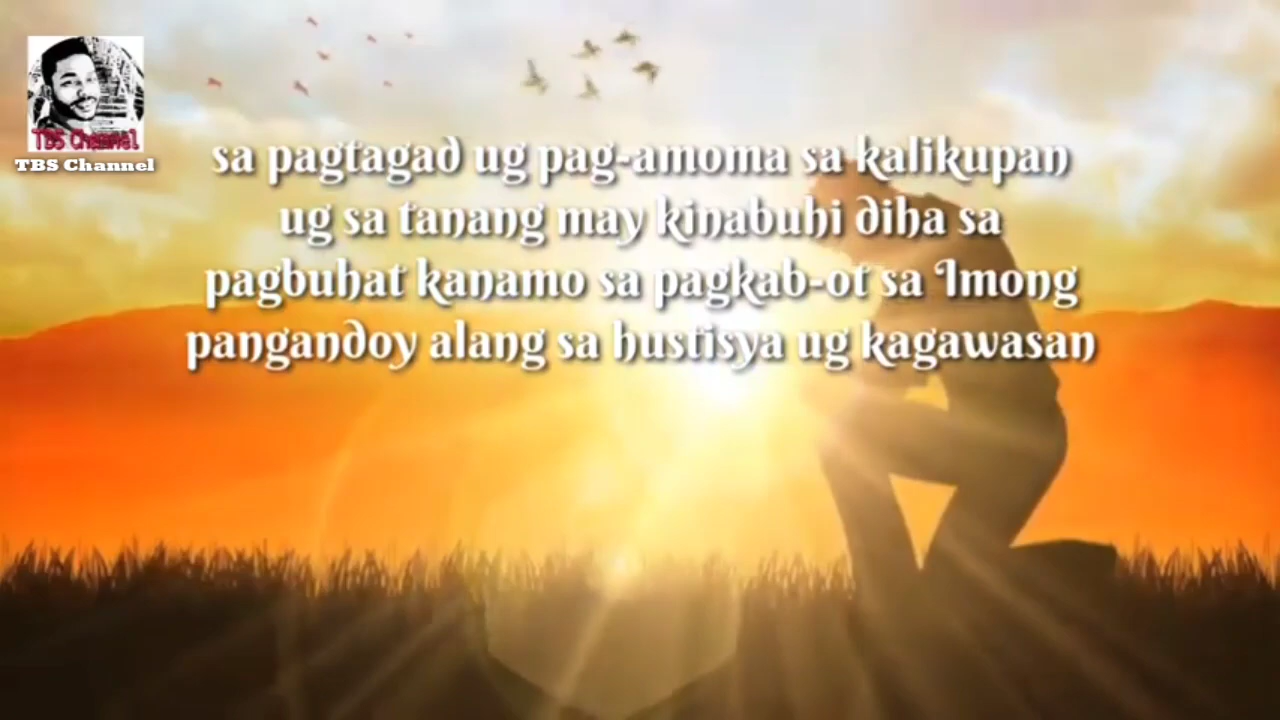 TBS Channel
TBS Channel
sa pagtagad ug pag-amoma sa kalikupan
ug sa tanang may kinabuhi diha sa
pagbuhat kanamo sa pagkab-ot sa Imong
pangandoy alang sa hustisya ug kagawasan